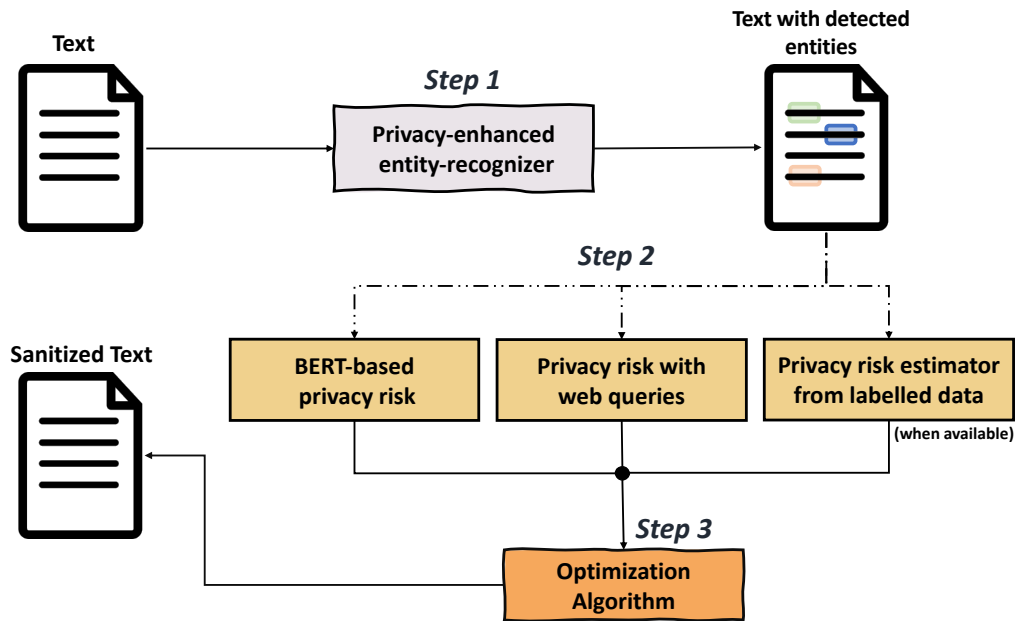 Text
Step 1
Privacy-enhanced
entity-recognizer
Text with detected
entities
Step 2
BERT-based
privacy risk
Privacy risk with
web queries
Privacy risk estimator
from labelled data
(when available)
Step 3
Optimization
Algorithm
Sanitized Text